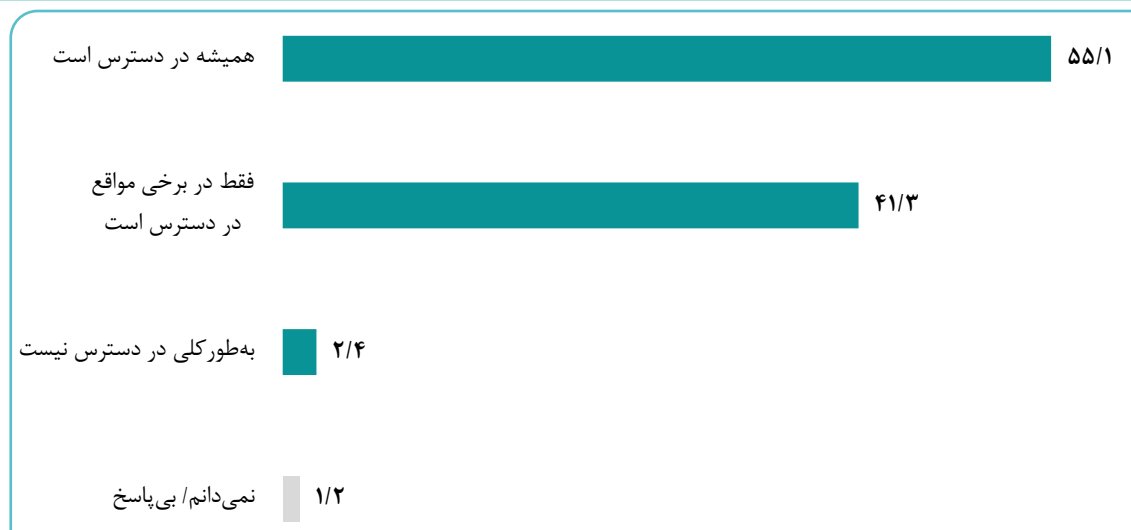 همیشه در دسترس است
۵۵/۱
فقط در برخی مواقع
در دسترس است
۴۱/۳
به‌طورکلی در دسترس نیست
۲/۴
نمی‌دانم/ بی‌پاسخ
۱/۲